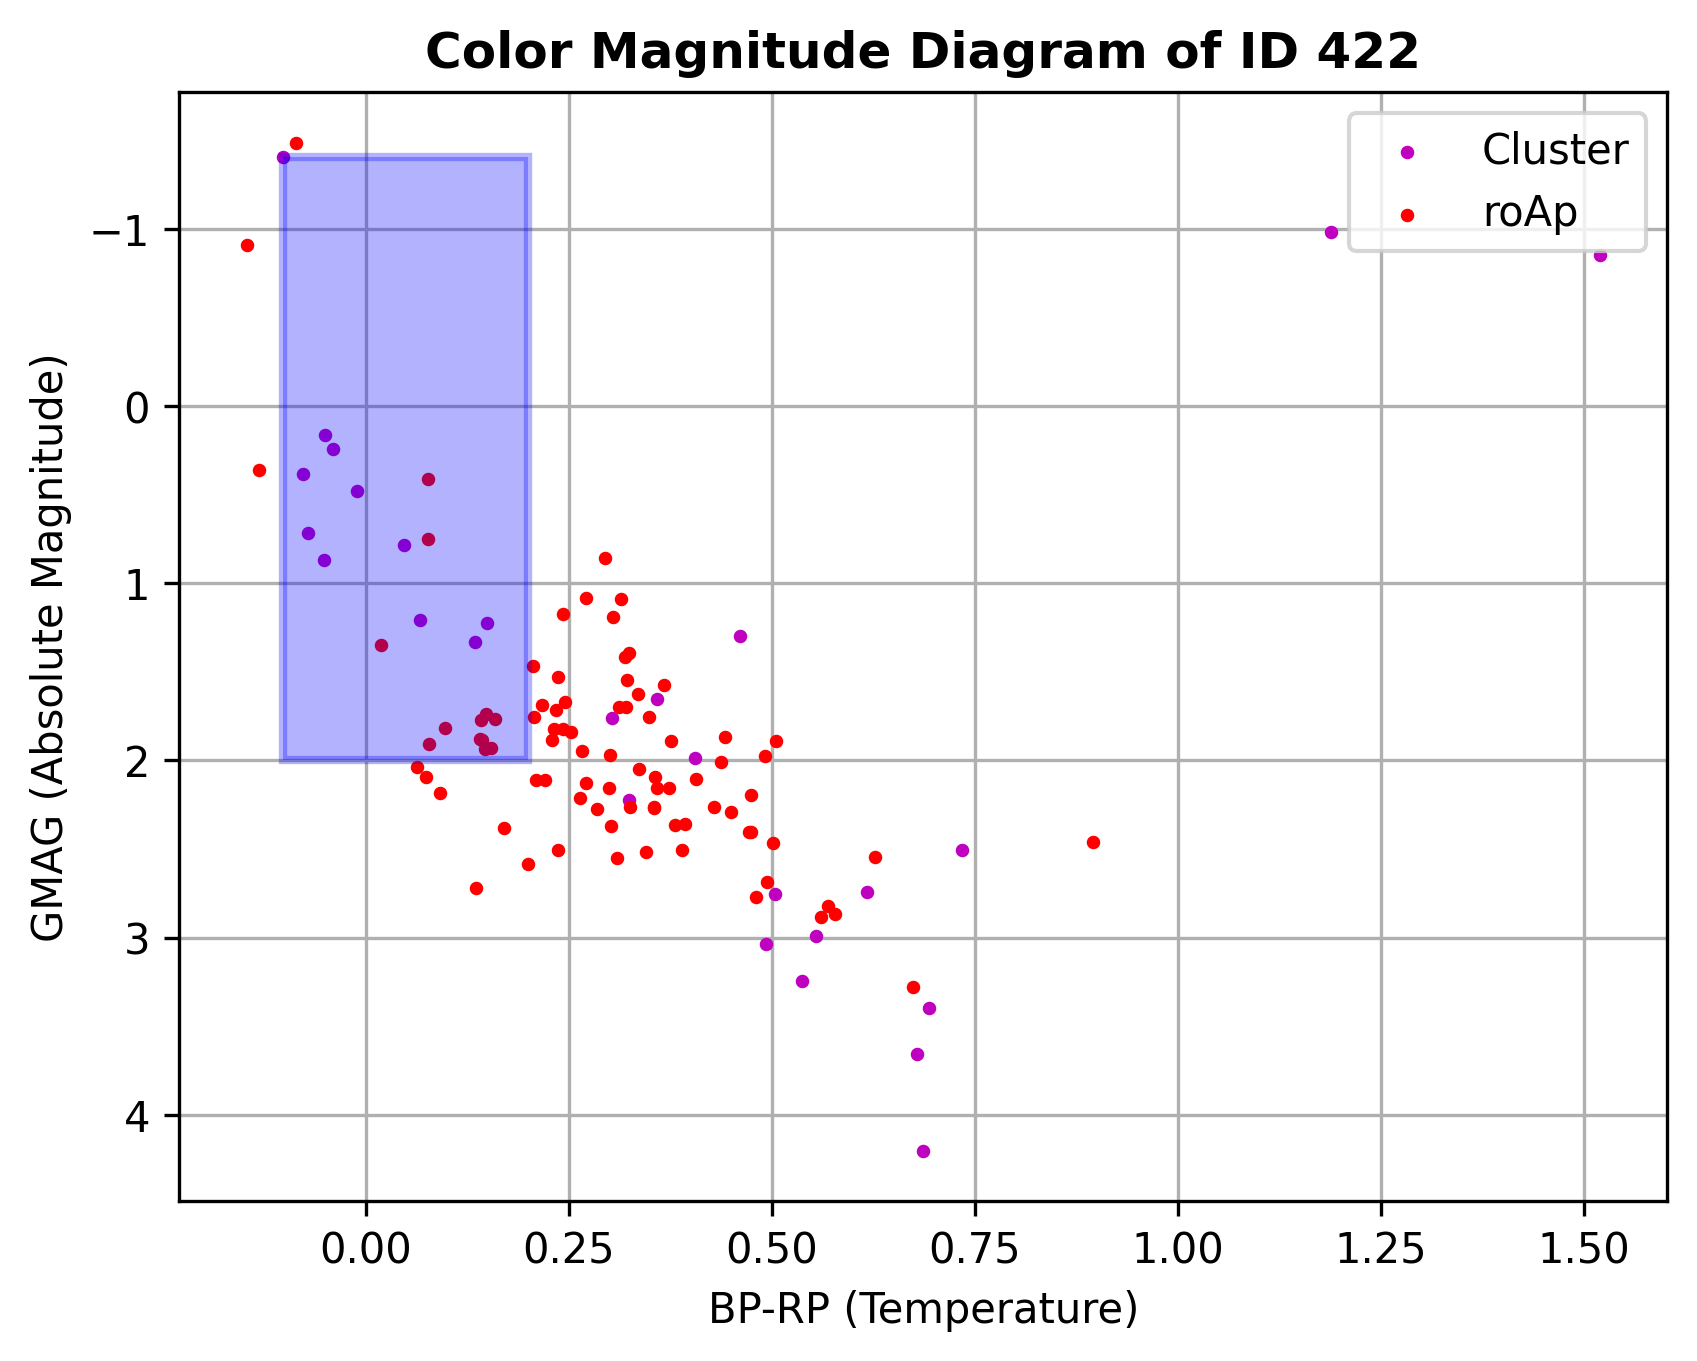 Color Magnitude Diagram of ID 422
Cluster
roAp
GMAG (Absolute Magnitude)
−1
0
1
2
3
4
0.00 0.25 0.50 0.75 1.00 1.25 1.50
BP-RP (Temperature)